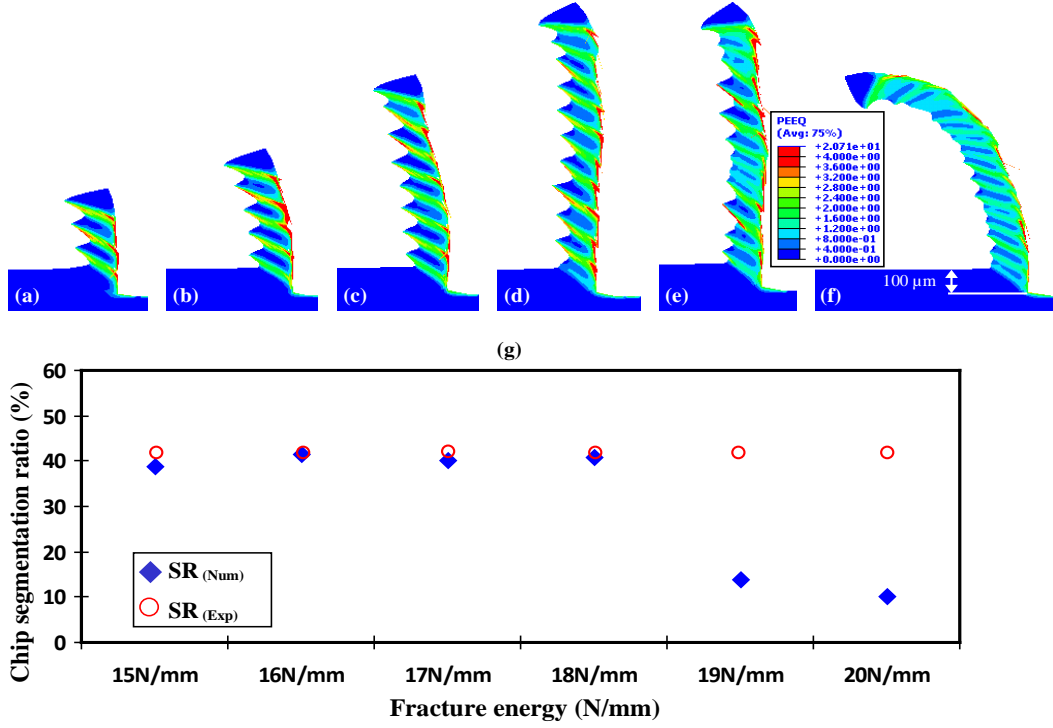 PEEQ
(Avg: 75%)
+2.071e+01
+4.000e+00
+3.600e+00
+3.200e+00
+2.800e+00
+2.400e+00
+2.000e+00
+1.600e+00
+1.200e+00
+8.000e-01
+4.000e-01
+0.000e+00
(a)
(b)
(c)
(d)
(e)
(f)
100 µm
(g)
Chip segmentation ratio (%)
60
50
40
30
20
10
0
SR (Num)
SR (Exp)
15N/mm
16N/mm
17N/mm
18N/mm
19N/mm
20N/mm
Fracture energy (N/mm)